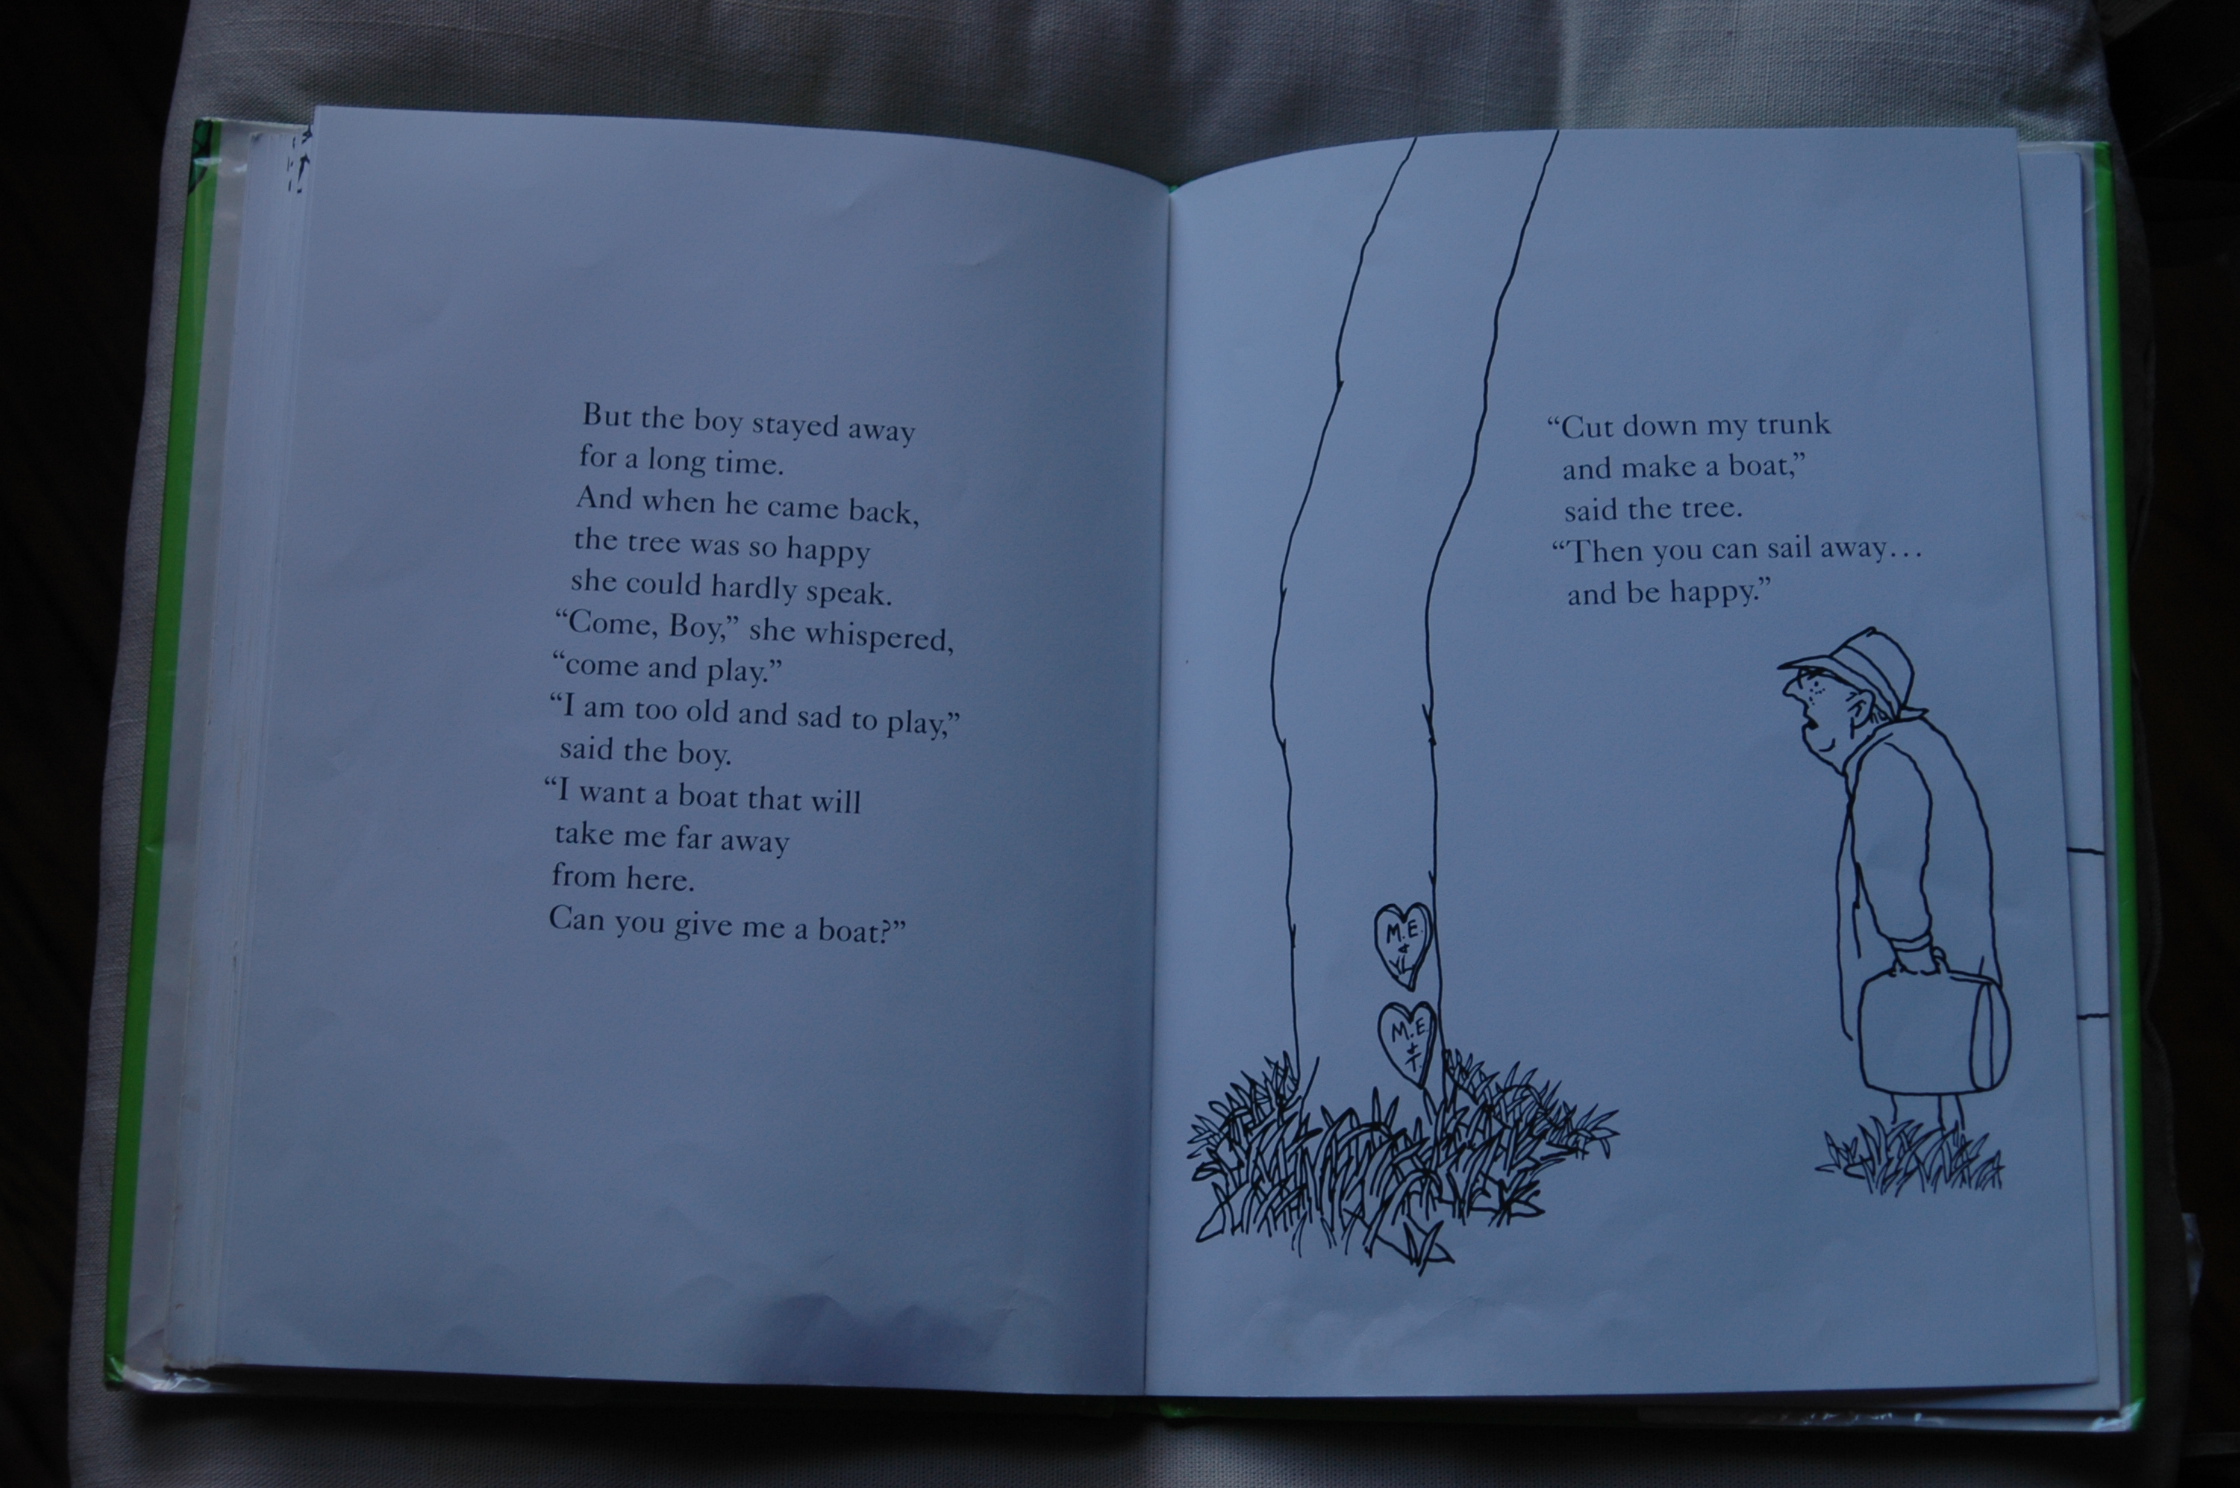 But the boy stayed away
for a long time.
And when he came back,
the tree was so happy
she could hardly speak.
“Come, Boy,” she whispered,
“come and play.”
“I am too old and sad to play,”
said the boy.
“I want a boat that will
take me far away
from here.
Can you give me a boat?”
“Cut down my trunk
and make a boat,”
said the tree.
“Then you can sail away...
and be happy.”
M.E.
M.E.